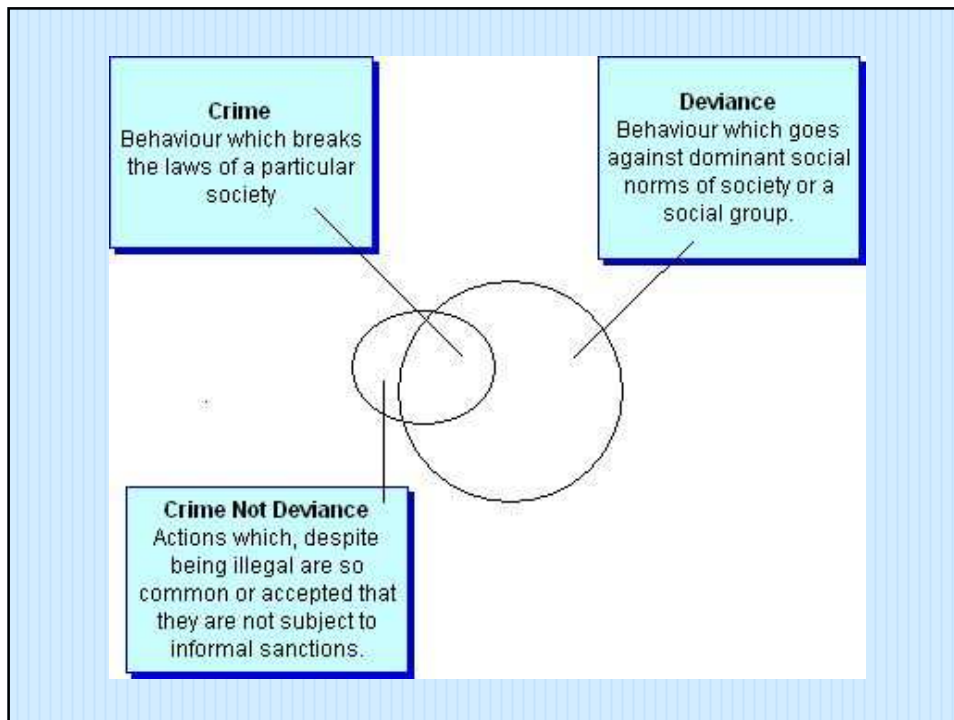 Crime
Behaviour which breaks
the laws of a particular
society
Deviance
Behaviour which goes
against dominant social
norms of society or a
social group.
Crime Not Deviance
Actions which, despite
being illegal are so
common or accepted that
they are not subject to
informal sanctions.